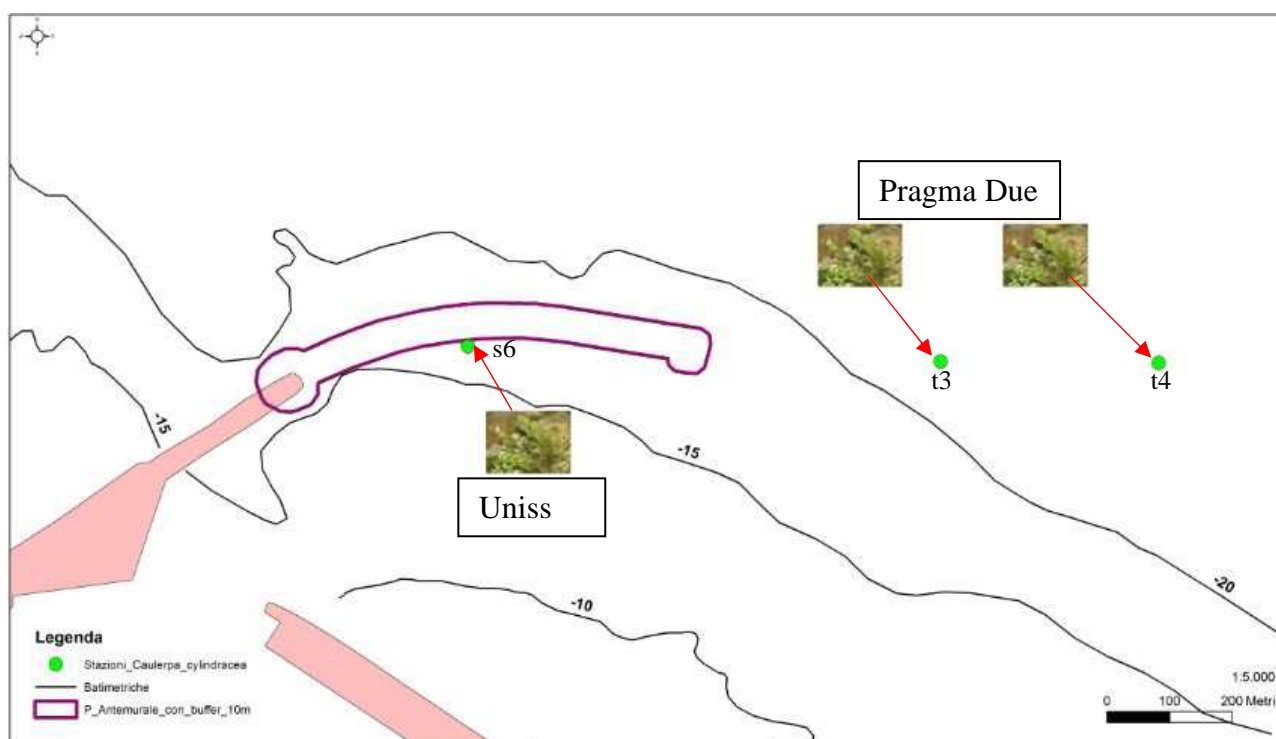 Pragma Due
s6
t3
t4
-15
-15
Uniss
-20
-10
Legenda
Stazioni_Caulerpa_cylindracea
Batimetriche
P_Antemurale_con_buffer_10m
1:5.000
0 100 200 Metri